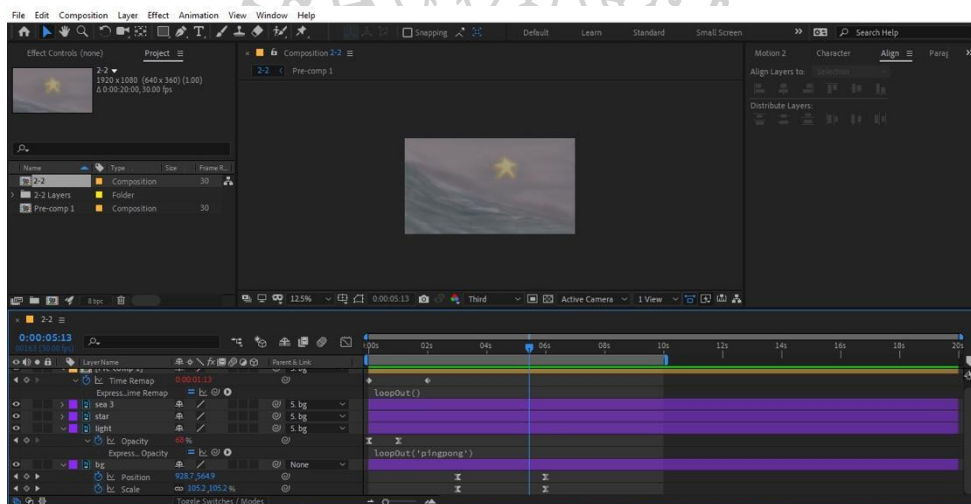 File Edit Composition Layer Effect Animation View Window Help
Snapping Default Learn Standard Small Screen Search Help
Effect Controls (none) Project Composition 2-2 Motion 2 Character Align
2-2 Pre-comp 1
2-2
1920 x 1080 (640 x 360) (1.00)
Δ 0:00:20:00, 30.00 fps
Align Layers to:
Distribute Layers:
Name Type Size Frame R...
2-2 Composition 30
2-2 Layers Folder
Pre-comp 1 Composition 30
8 bpc 12.5% 0:00:05:13 Third Active Camera 1 View
2-2
0:00:05:13
02s 04s 06s 08s 10s 12s 14s 16s 18s 20s
Layer Name Parent & Link
Time Remap 0:00:01:13
Express...ime Remap loopOut()
sea 3 5. bg
star 5. bg
light 5. bg
Opacity 60%
Express... Opacity loopOut('pingpong')
bg None
Position 928.7,564.9
Scale 105.2,105.2%
Toggle Switches / Modes